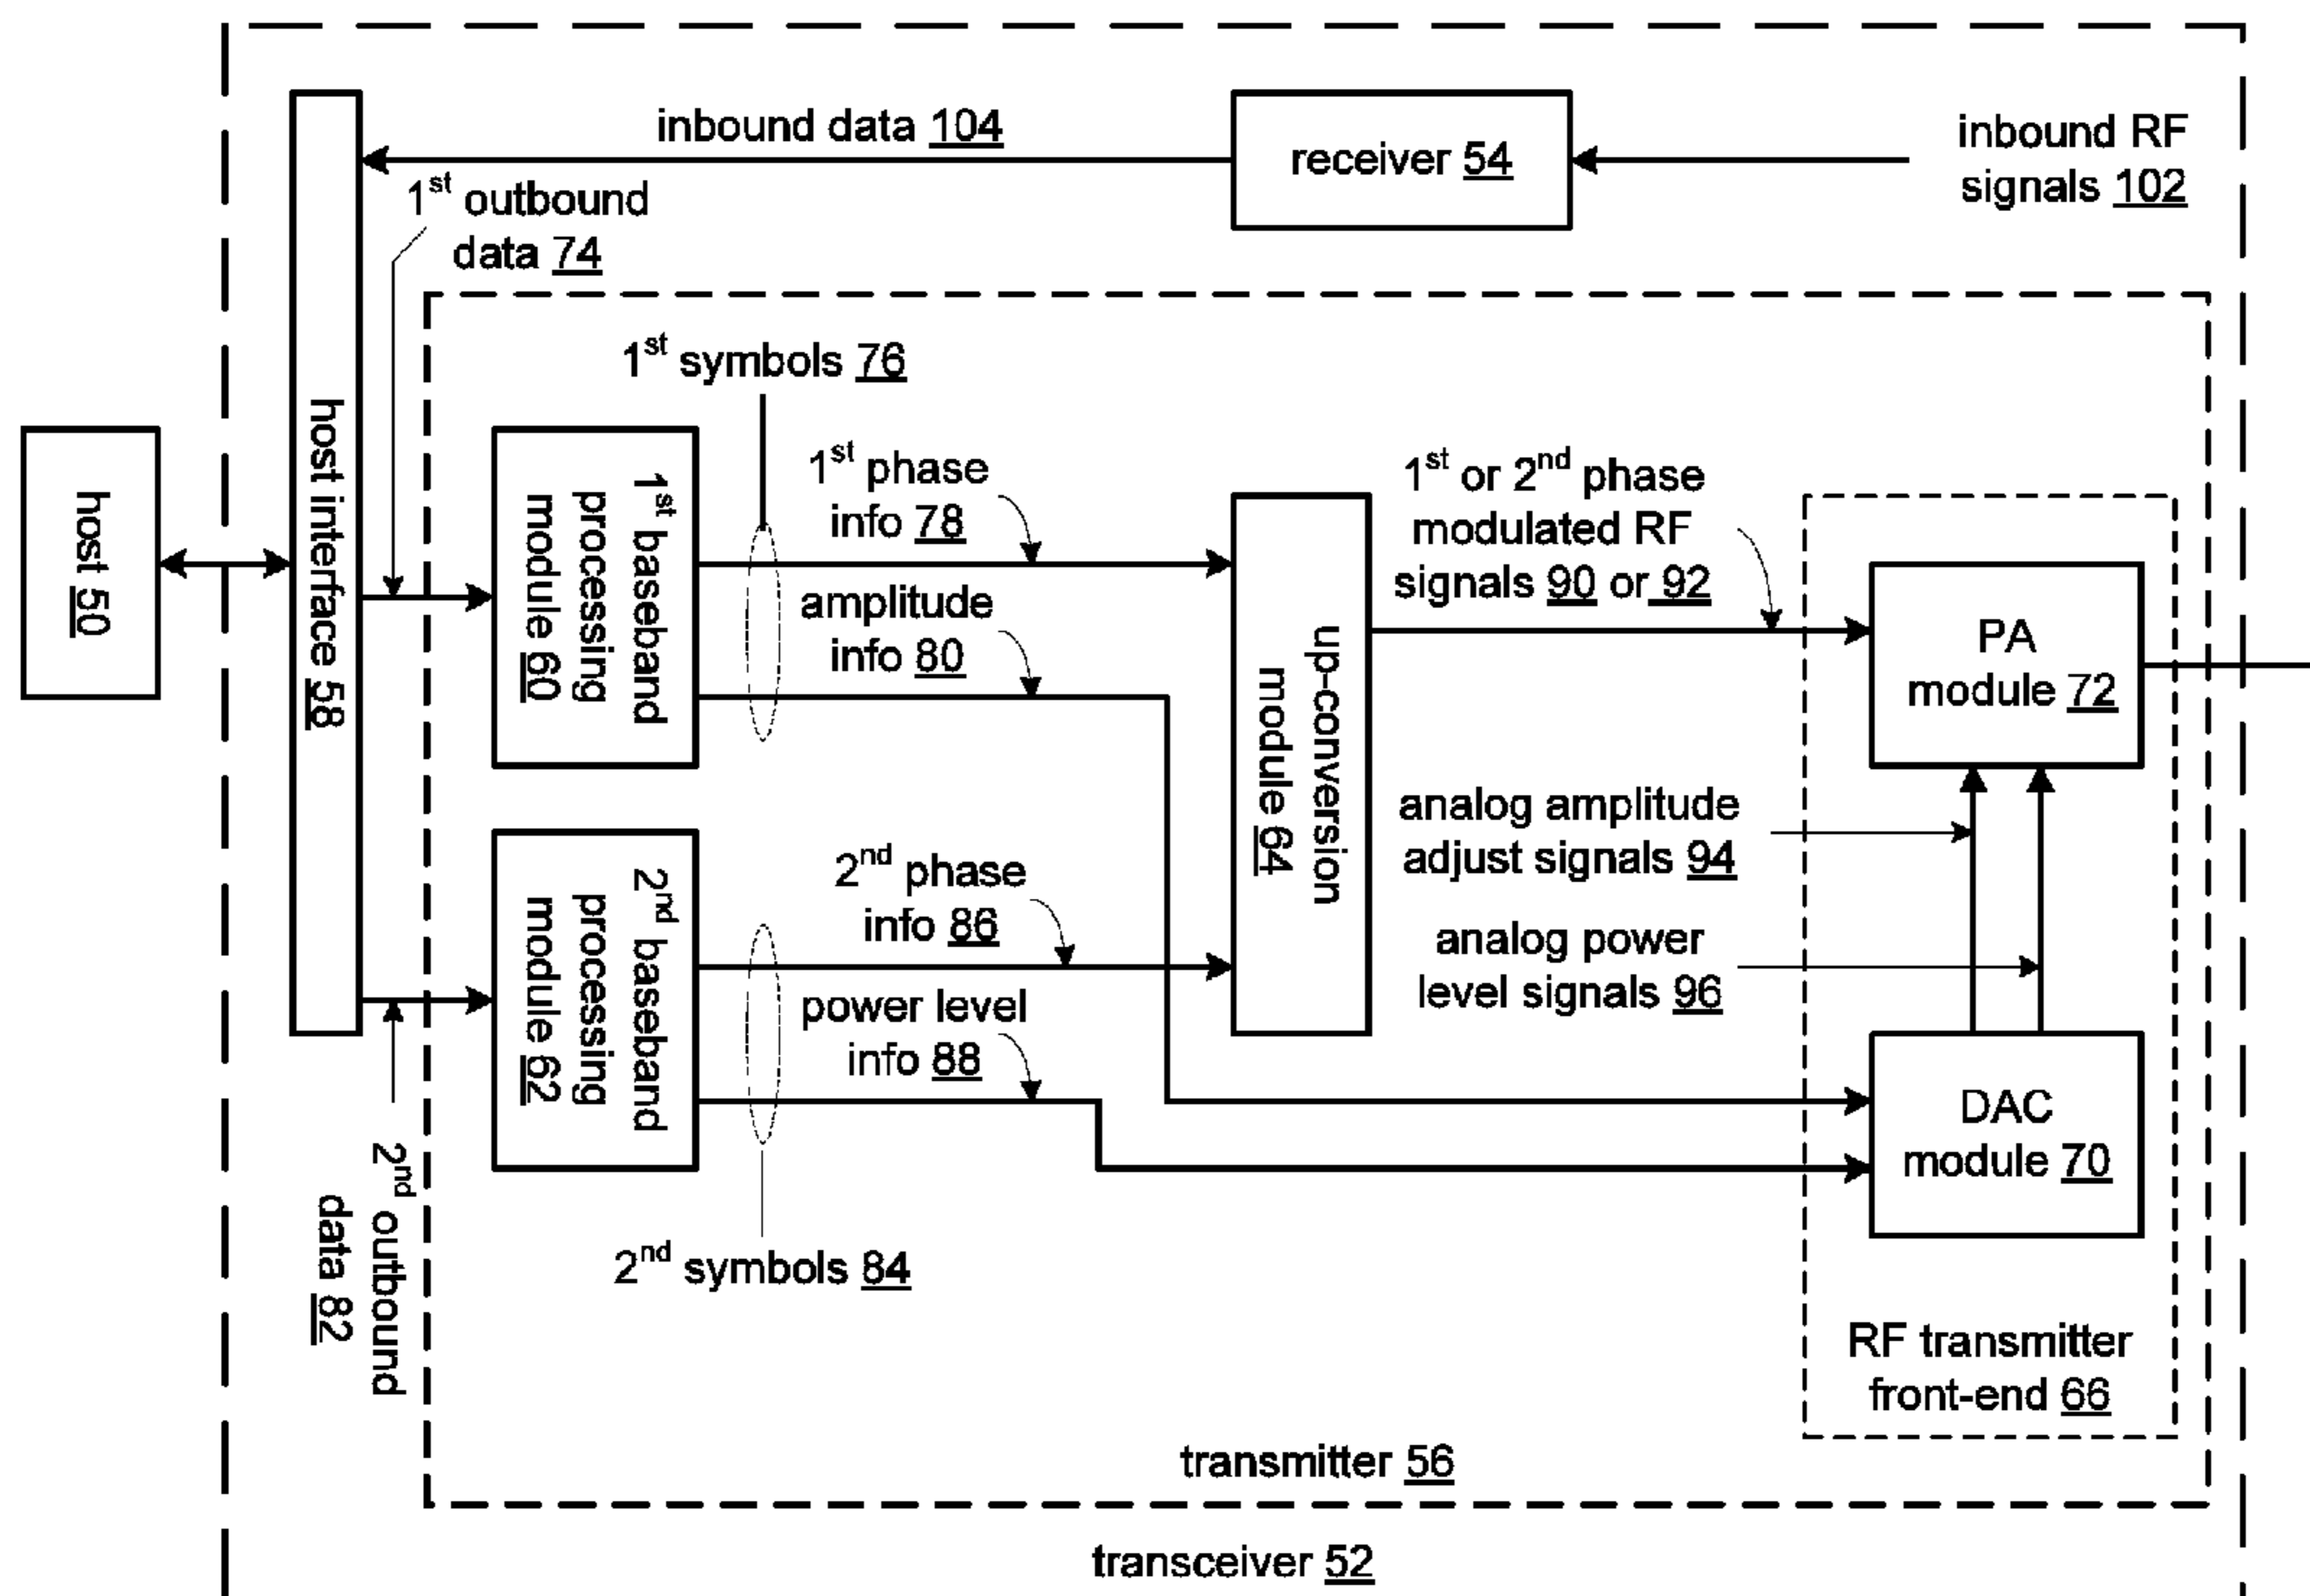 inbound data 104
receiver 54
inbound RF
signals 102
1st outbound
data 74
1st symbols 76
host 50
host interface 58
1st baseband
processing
module 60
1st phase
info 78
amplitude
info 80
up-conversion
module 64
1st or 2nd phase
modulated RF
signals 90 or 92
PA
module 72
analog amplitude
adjust signals 94
analog power
level signals 96
2nd baseband
processing
module 62
2nd phase
info 86
power level
info 88
DAC
module 70
2nd outbound
data 82
2nd symbols 84
RF transmitter
front-end 66
transmitter 56
transceiver 52